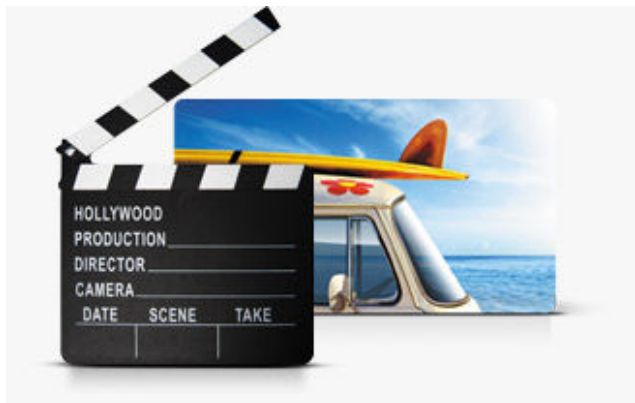 HOLLYWOOD
PRODUCTION
DIRECTOR
CAMERA
DATE SCENE TAKE